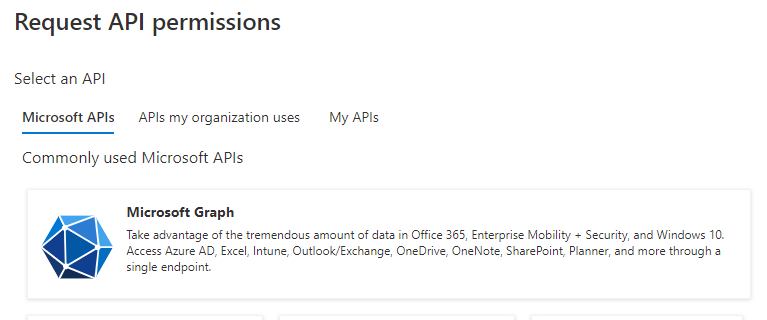 Request API permissions
Select an API
Microsoft APIs APIs my organization uses My APIs
Commonly used Microsoft APIs
Microsoft Graph
Take advantage of the tremendous amount of data in Office 365, Enterprise Mobility + Security, and Windows 10.
Access Azure AD, Excel, Intune, Outlook/Exchange, OneDrive, OneNote, SharePoint, Planner, and more through a
single endpoint.